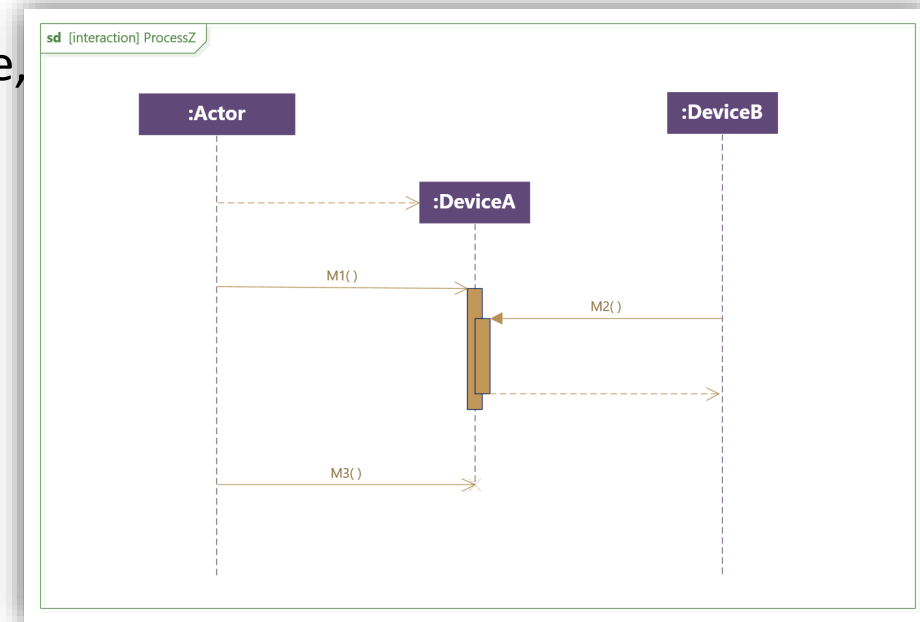 sd [interaction] ProcessZ
e,
:Actor
:DeviceB
:DeviceA
M1( )
M2( )
M3( )